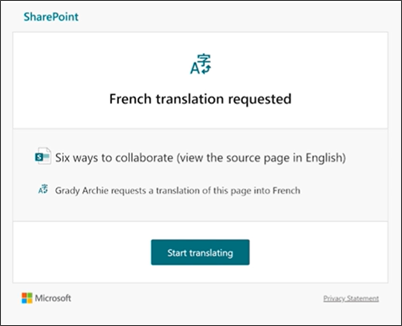 SharePoint
French translation requested
Six ways to collaborate (view the source page in English)
Grady Archie requests a translation of this page into French
Start translating
Microsoft
Privacy Statement